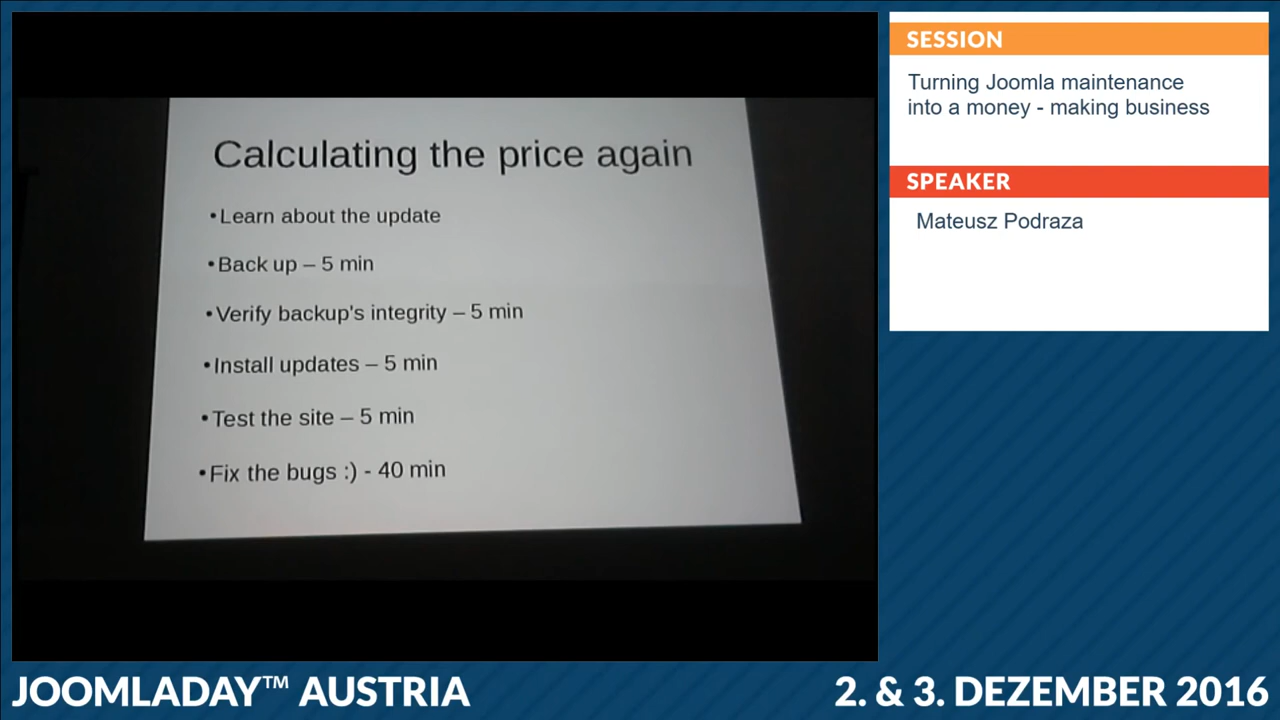 Calculating the price again
•Learn about the update
•Back up – 5 min
•Verify backup's integrity – 5 min
•Install updates – 5 min
•Test the site – 5 min
•Fix the bugs :) - 40 min
SESSION
Turning Joomla maintenance
into a money - making business
SPEAKER
Mateusz Podraza
JOOMLADAY™ AUSTRIA
2. & 3. DEZEMBER 2016